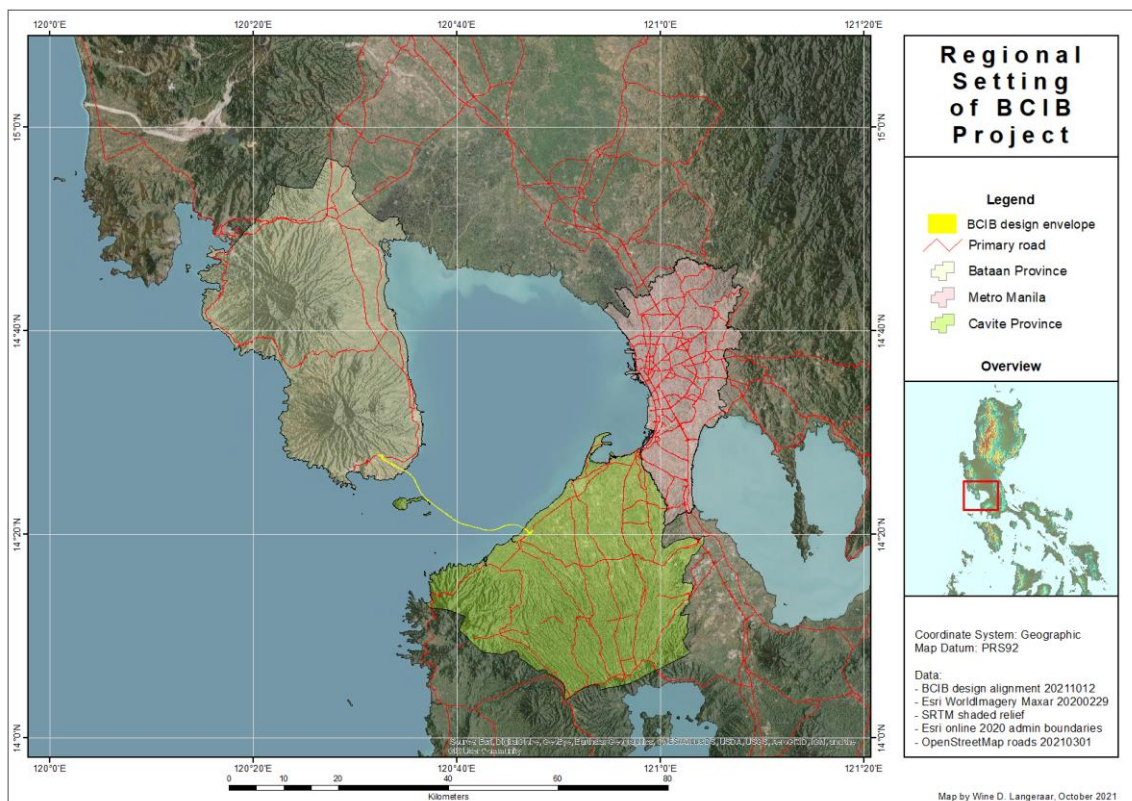 120°0'E 120°20'E 120°40'E 121°0'E 121°20'E
15°0'N 15°0'N
14°40'N 14°40'N
14°20'N 14°20'N
14°0'N 14°0'N
120°0'E 120°20'E 120°40'E 121°0'E 121°20'E
0 10 20 40 60 80
Kilometers
Regional
Setting
of BCIB
Project
Legend
BCIB design envelope
Primary road
Bataan Province
Metro Manila
Cavite Province
Overview
Coordinate System: Geographic
Map Datum: PRS92
Data:
- BCIB design alignment 20211012
- Esri WorldImagery Maxar 20200229
- SRTM shaded relief
- Esri online 2020 admin boundaries
- OpenStreetMap roads 20210301
Map by Wine D. Langeraar, October 2021